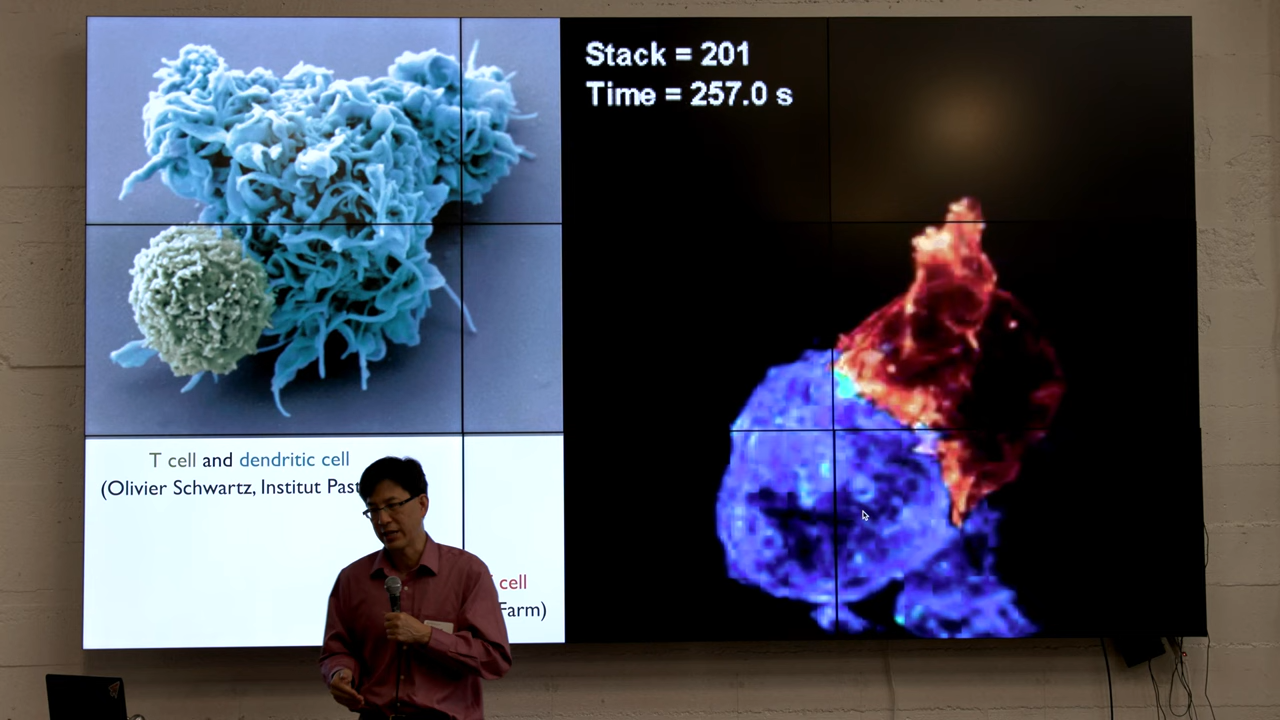 Stack = 201
Time = 257.0 s
T cell and dendritic cell
(Olivier Schwartz, Institut Past
cell
Farm)